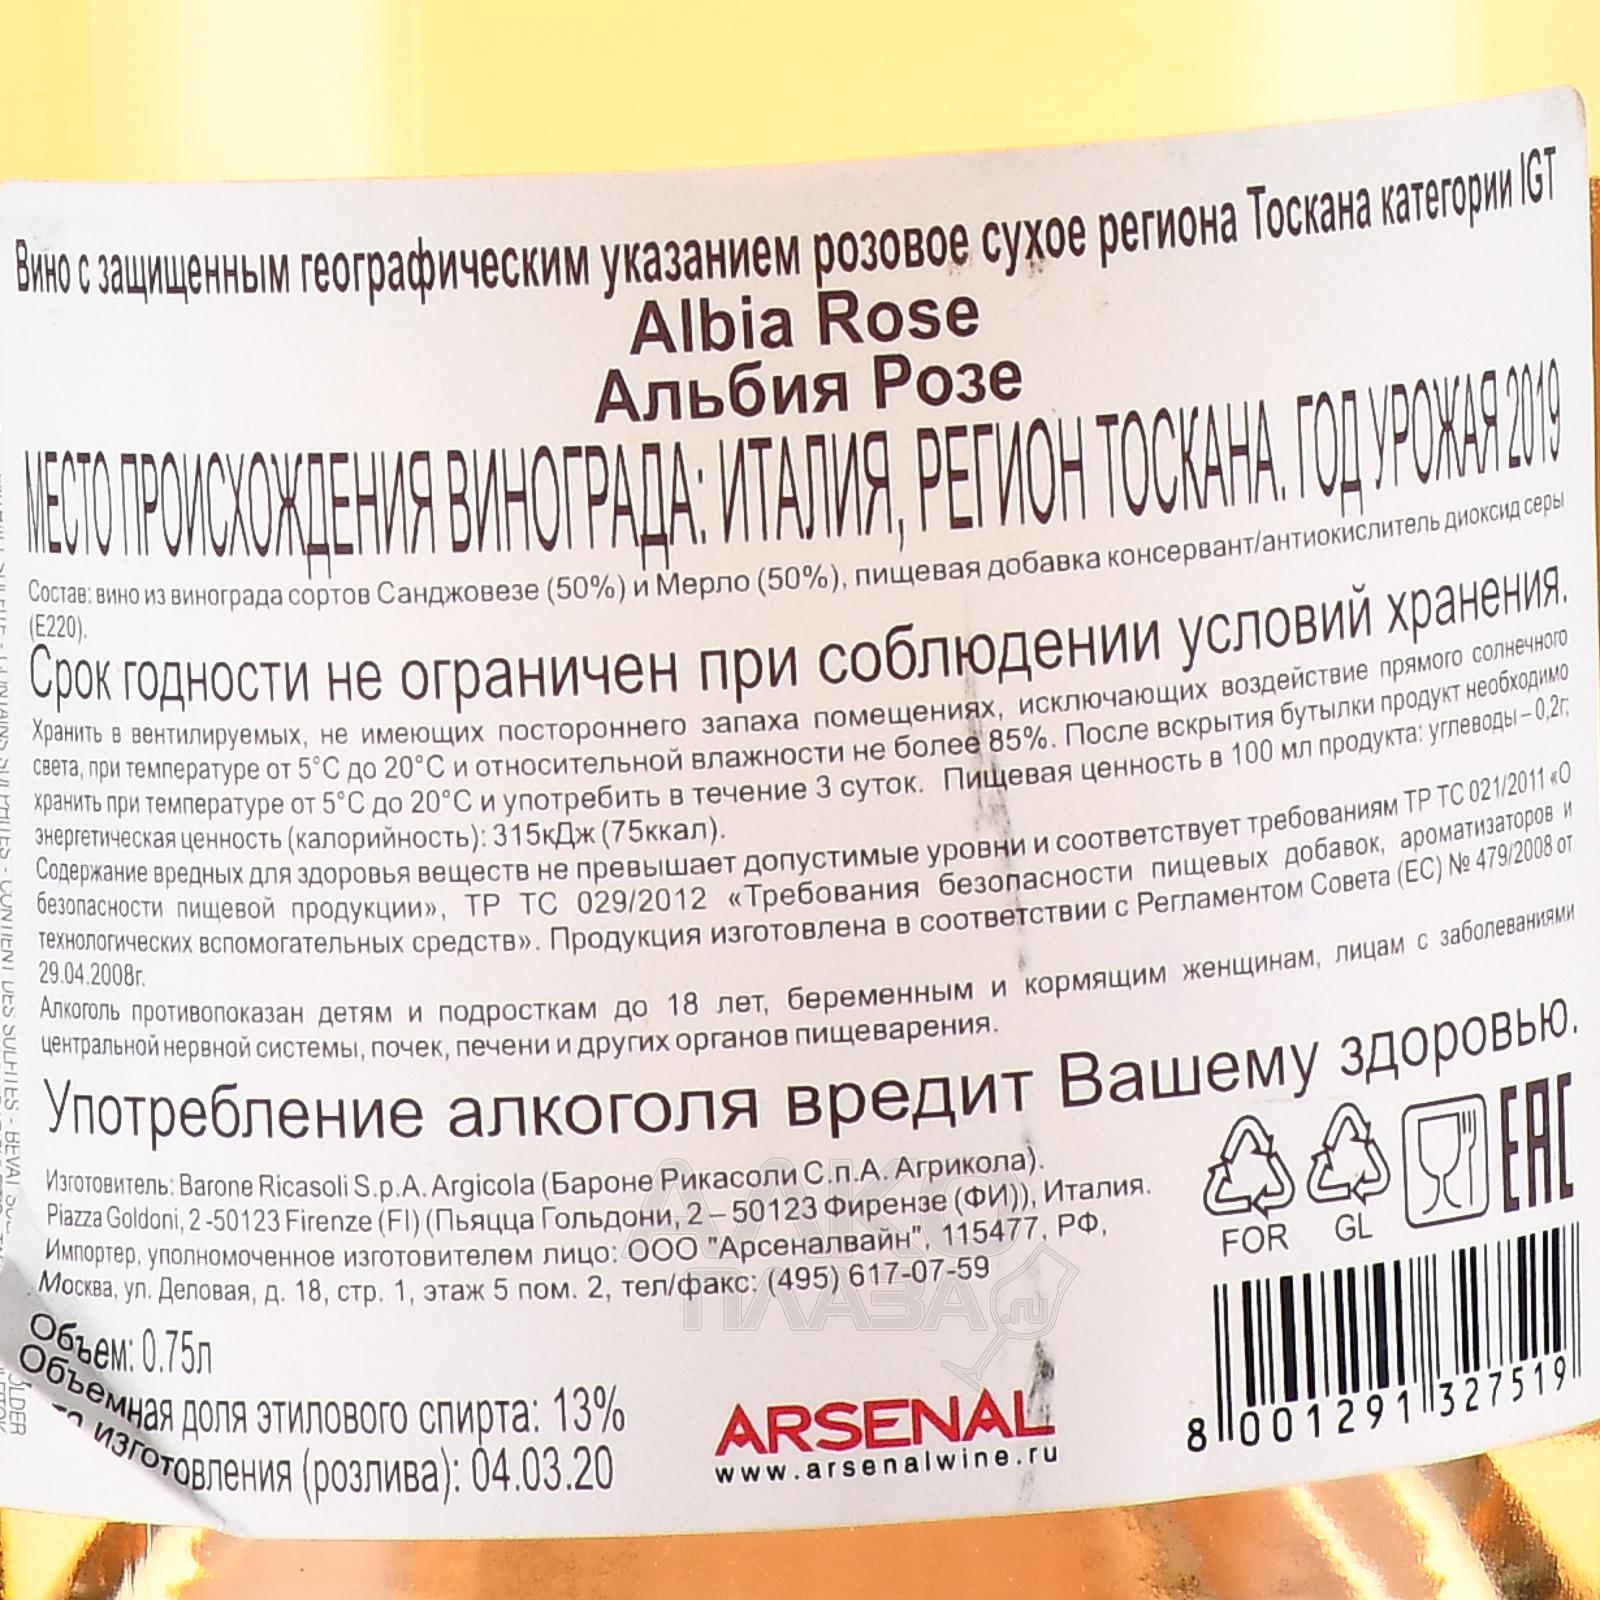 Вино с защищенным географическим указанием розовое сухое региона Тоскана категории IGT
Albia Rose
Альбия Розе
МЕСТО ПРОИСХОЖДЕНИЯ ВИНОГРАДА: ИТАЛИЯ, РЕГИОН ТОСКАНА. ГОД УРОЖАЯ 2019
Состав: вино из винограда сортов Санджовезе (50%) и Мерло (50%), пищевая добавка консервант/антиокислитель диоксид серы
(E220).
Срок годности не ограничен при соблюдении условий хранения.
Хранить в вентилируемых, не имеющих постороннего запаха помещениях, исключающих воздействие прямого солнечного
света, при температуре от 5°С до 20°С и относительной влажности не более 85%. После вскрытия бутылки продукт необходимо
хранить при температуре от 5°С до 20°С и употребить в течение 3 суток. Пищевая ценность в 100 мл продукта: углеводы – 0,2г;
энергетическая ценность (калорийность): 315кДж (75ккал).
Содержание вредных для здоровья веществ не превышает допустимые уровни и соответствует требованиям ТР ТС 021/2011 «О
безопасности пищевой продукции», ТР ТС 029/2012 «Требования безопасности пищевых добавок, ароматизаторов и
технологических вспомогательных средств». Продукция изготовлена в соответствии с Регламентом Совета (ЕС) № 479/2008 от
29.04.2008г.
Алкоголь противопоказан детям и подросткам до 18 лет, беременным и кормящим женщинам, лицам с заболеваниями
центральной нервной системы, почек, печени и других органов пищеварения.
Употребление алкоголя вредит Вашему здоровью.
Изготовитель: Barone Ricasoli S.p.A. Argicola (Бароне Рикасоли С.п.А. Агрикола).
Piazza Goldoni, 2 -50123 Firenze (FI) (Пьяцца Гольдони, 2 – 50123 Фирензе (ФИ)), Италия.
Импортер, уполномоченное изготовителем лицо: ООО "Арсеналвайн", 115477, РФ,
Москва, ул. Деловая, д. 18, стр. 1, этаж 5 пом. 2, тел/факс: (495) 617-07-59
Объем: 0.75л
Объемная доля этилового спирта: 13%
изготовления (розлива): 04.03.20
ARSENAL
www.arsenalwine.ru
FOR
GL
EAC
8 001291 327519
АЛКО
ПЛАЗА.ru
CONTIENT DES SULFITES